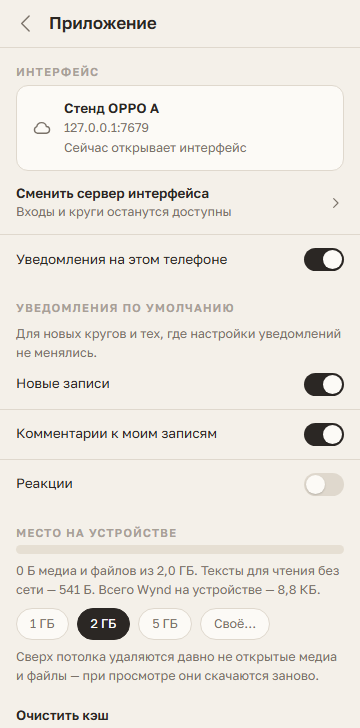 Приложение
ИНТЕРФЕЙС
Стенд OPPO A
127.0.0.1:7679
Сейчас открывает интерфейс
Сменить сервер интерфейса
Входы и круги останутся доступны
Уведомления на этом телефоне
УВЕДОМЛЕНИЯ ПО УМОЛЧАНИЮ
Для новых кругов и тех, где настройки уведомлений
не менялись.
Новые записи
Комментарии к моим записям
Реакции
МЕСТО НА УСТРОЙСТВЕ
0 Б медиа и файлов из 2,0 ГБ. Тексты для чтения без
сети — 541 Б. Всего Wynd на устройстве — 8,8 КБ.
1 ГБ
2 ГБ
5 ГБ
Своё…
Сверх потолка удаляются давно не открытые медиа
и файлы — при просмотре они скачаются заново.
Очистить кэш